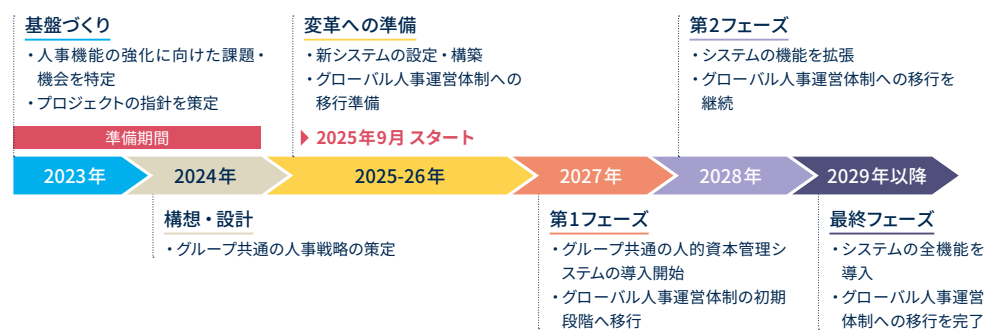 基盤づくり
・人事機能の強化に向けた課題・
機会を特定
・プロジェクトの指針を策定
変革への準備
・新システムの設定・構築
・グローバル人事運営体制への
移行準備
第2フェーズ
・システムの機能を拡張
・グローバル人事運営体制への移行を
継続
準備期間
2025年9月 スタート
2023年
2024年
2025-26年
2027年
2028年
2029年以降
構想・設計
・グループ共通の人事戦略の策定
第1フェーズ
・グループ共通の人的資本管理シ
ステムの導入開始
・グローバル人事運営体制の初期
段階へ移行
最終フェーズ
・システムの全機能を
導入
・グローバル人事運営
体制への移行を完了